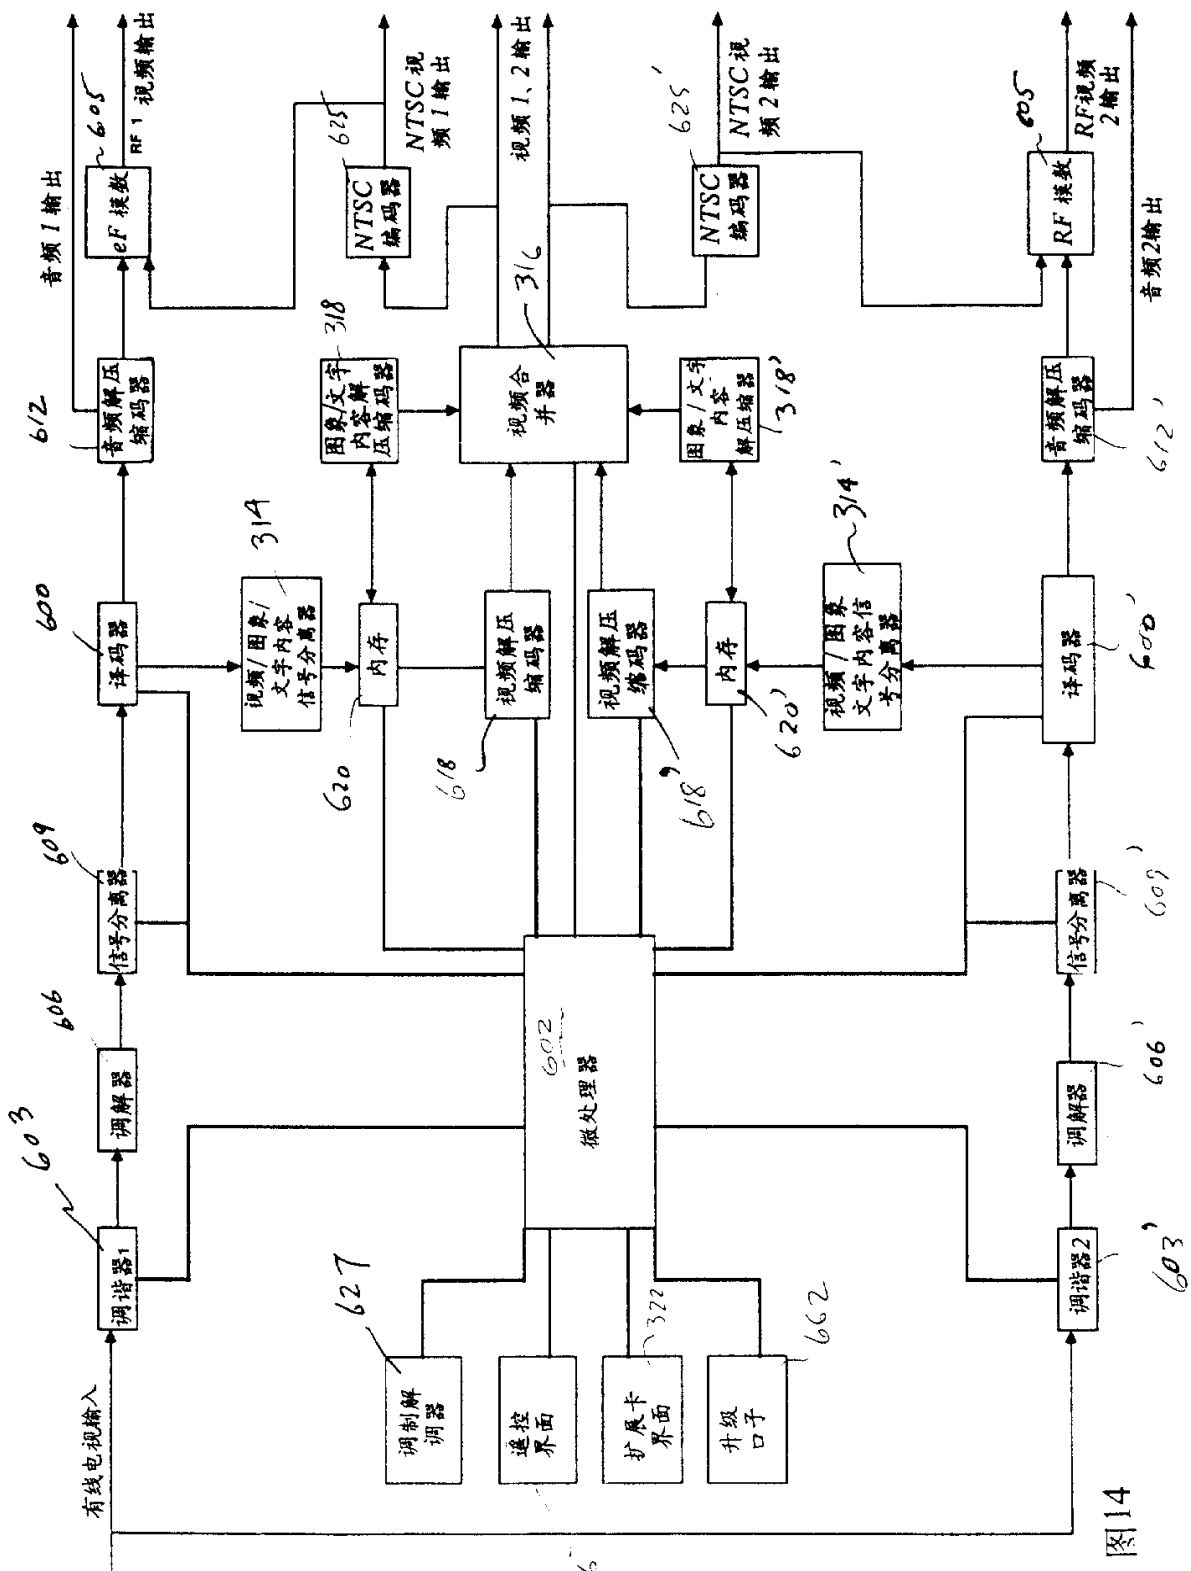 音频1输出
RF 1 视频输出
605
eF 模数
NTSC视
频1输出
625
NTSC
编码器
视频1、2输出
NTSC视
频2输出
625'
NTSC
编码器
RF视频
2输出
605
RF 模数
音频2输出
612
音频解压
缩码器
318
图象/文字
内容解
压缩码器
316
视频合
并器
图象/文字
内容
解压缩器
318'
音频解压
缩码器
612'
600
译码器
314
视频/图象/
文字内容
信号分离器
内存
620
视频解压
缩码器
618
视频解压
缩码器
618'
内存
620'
314'
视频/图象
文字内容信
号分离器
译码器
600'
609
信号分离器
信号分离器
609'
606
调解器
602
微处理器
调解器
606'
603
调谐器1
调谐器2
603'
627
调制解
调器
遥控
界面
322
扩展卡
界面
662
升级
口子
有线电视输入
6
图14